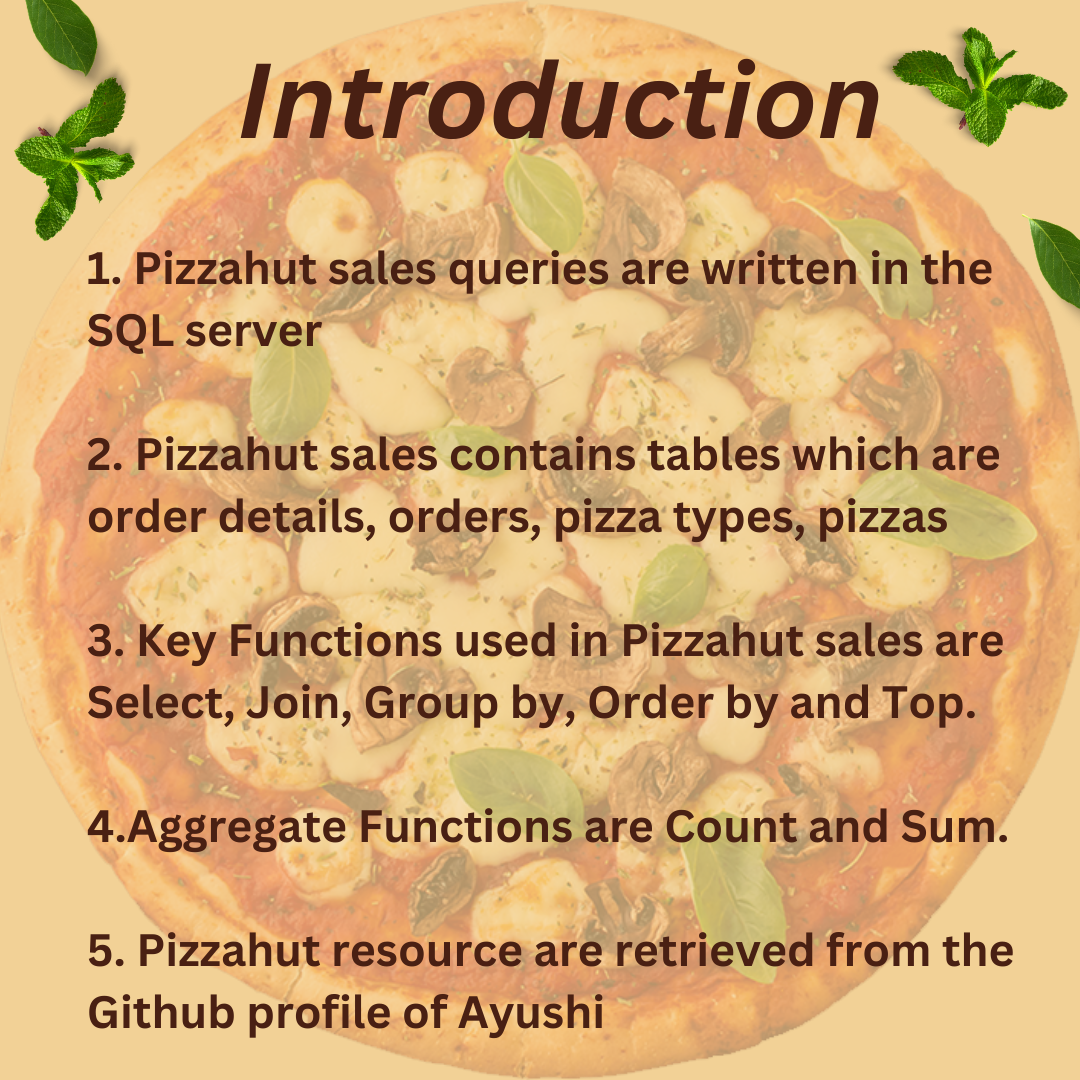 Introduction
1. Pizzahut sales queries are written in the
SQL server
2. Pizzahut sales contains tables which are
order details, orders, pizza types, pizzas
3. Key Functions used in Pizzahut sales are
Select, Join, Group by, Order by and Top.
4.Aggregate Functions are Count and Sum.
5. Pizzahut resource are retrieved from the
Github profile of Ayushi